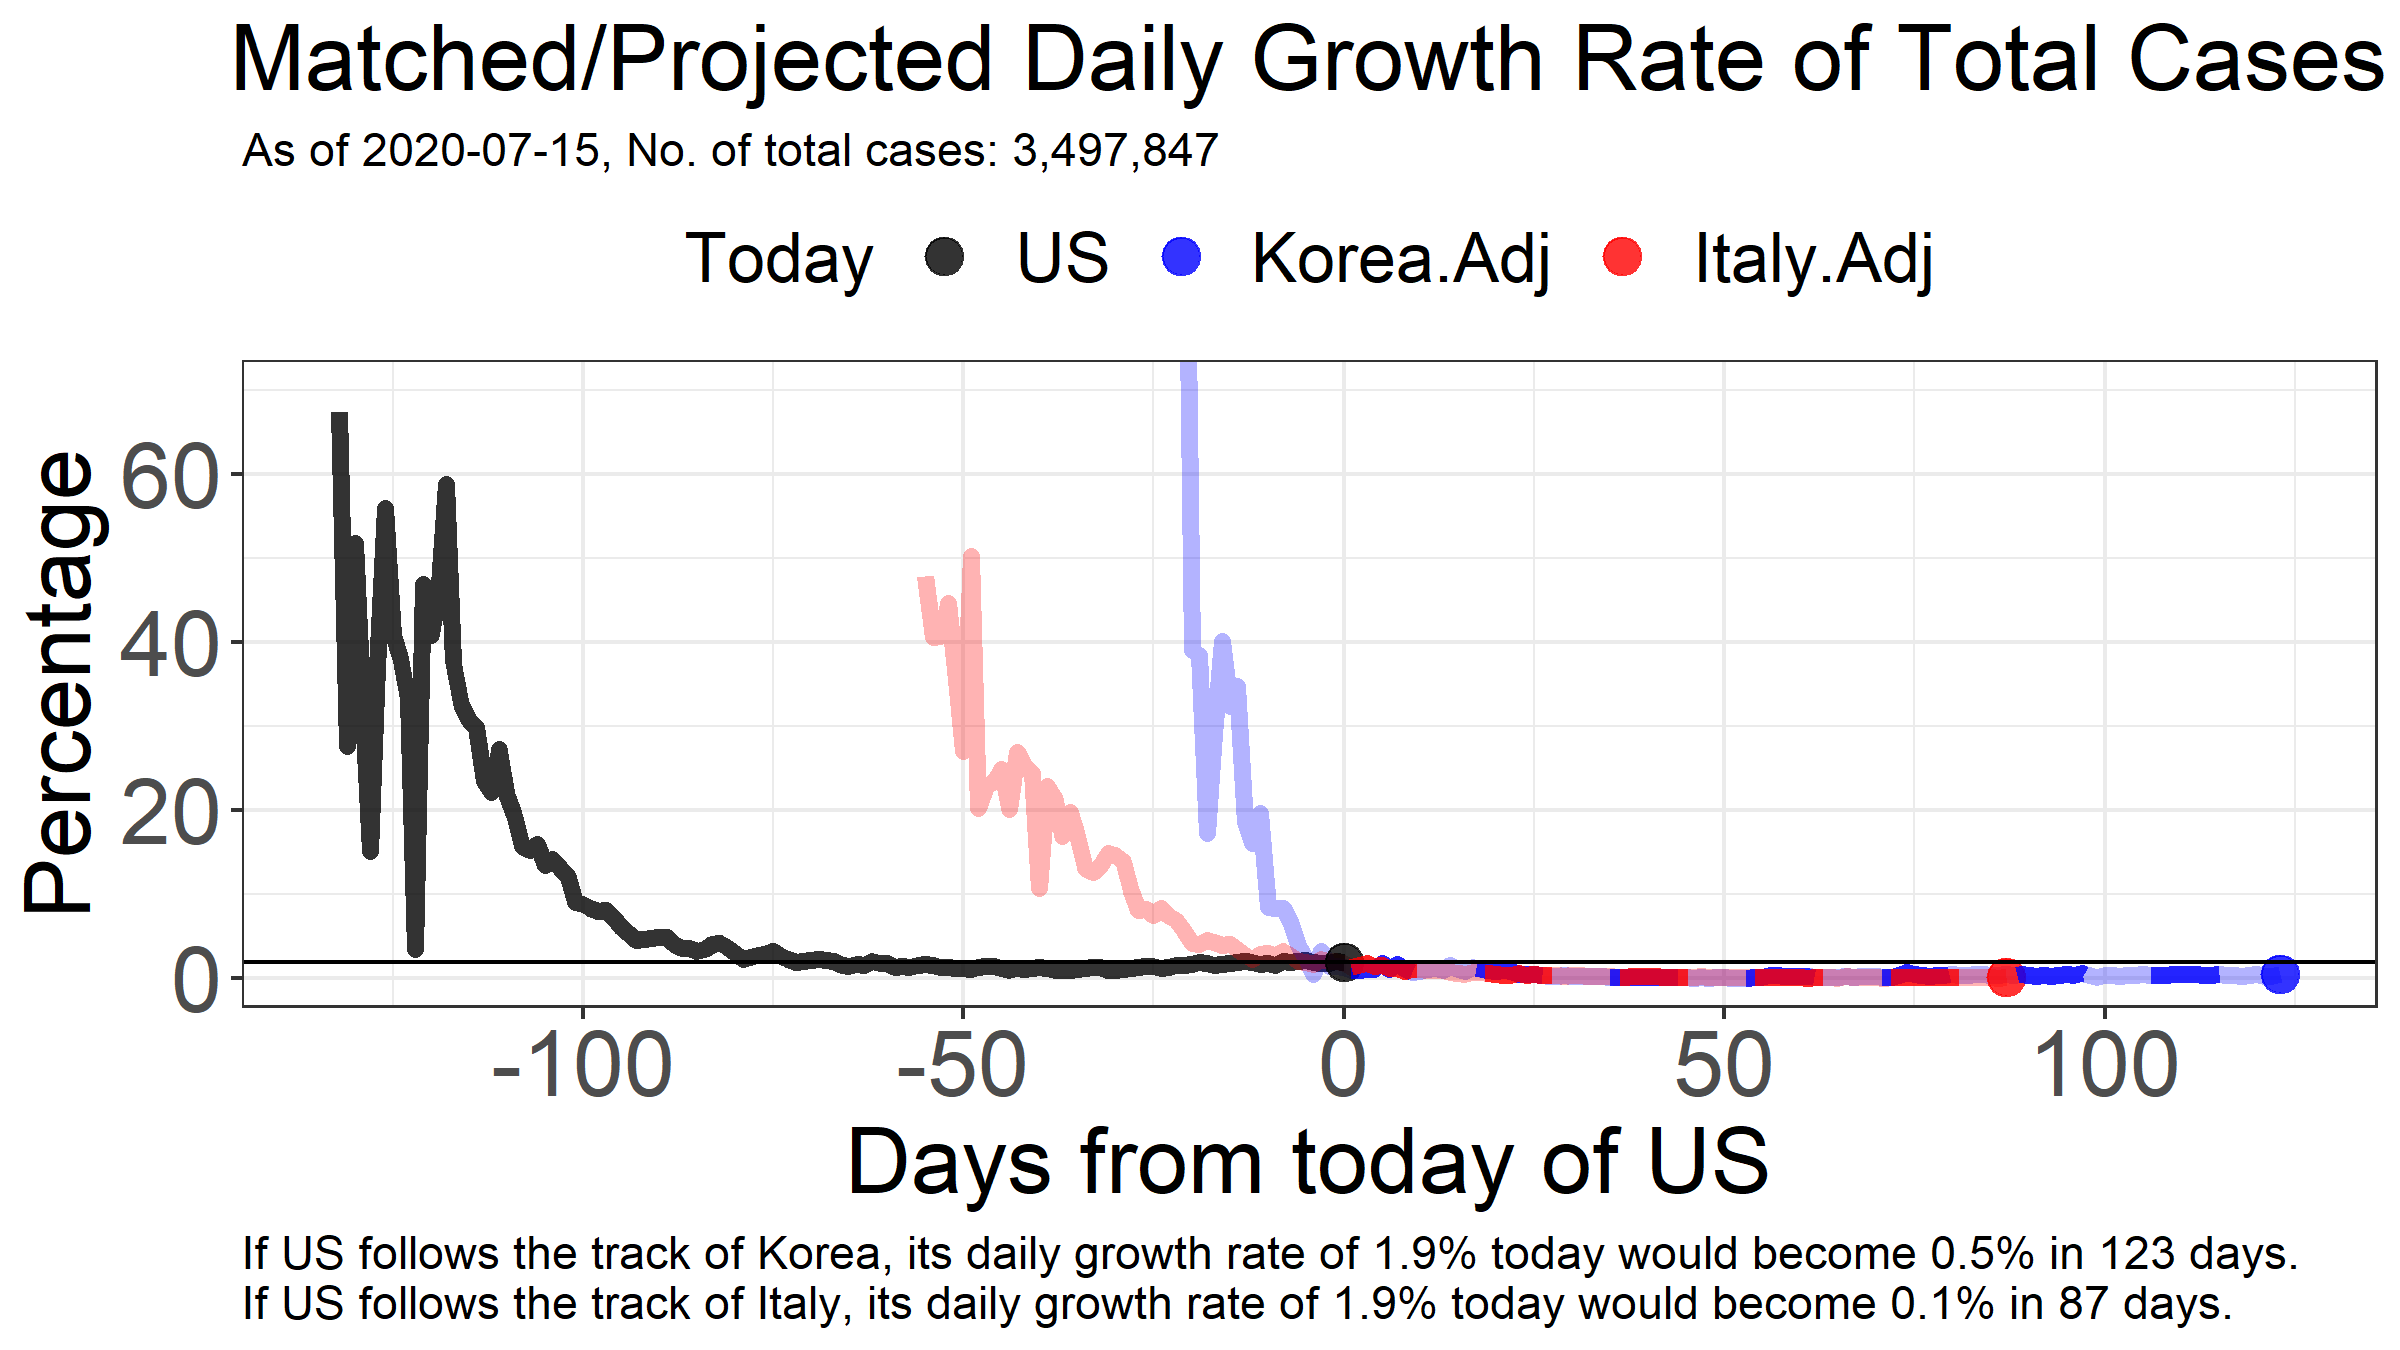 Matched/Projected Daily Growth Rate of Total Cases
As of 2020-07-15, No. of total cases: 3,497,847
Today US Korea.Adj Italy.Adj
Percentage
60
40
20
0
-100 -50 0 50 100
Days from today of US
If US follows the track of Korea, its daily growth rate of 1.9% today would become 0.5% in 123 days.
If US follows the track of Italy, its daily growth rate of 1.9% today would become 0.1% in 87 days.